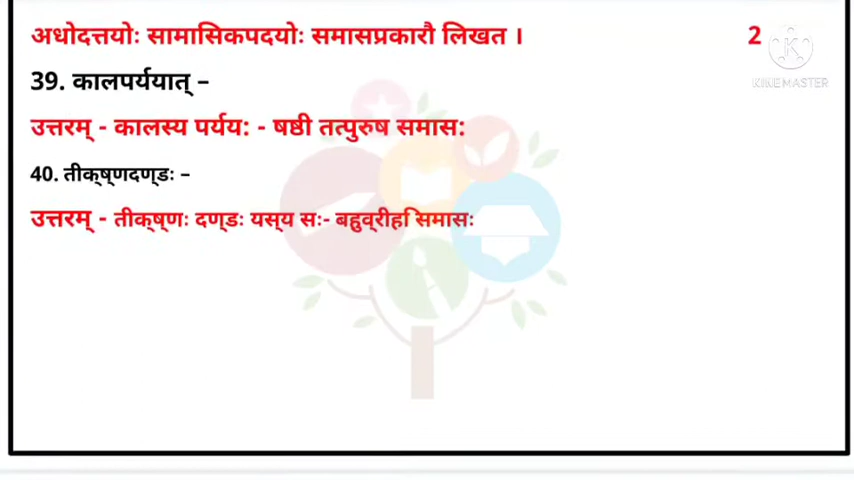 अधोदत्तयोः सामासिकपदयोः समासप्रकारौ लिखत । 2
KINEMASTER
39. कालपर्ययात् –
उत्तरम् - कालस्य पर्यय: - षष्ठी तत्पुरुष समास:
40. तीक्ष्णदण्डः –
उत्तरम् - तीक्ष्णः दण्डः यस्य सः- बहुव्रीहि समासः